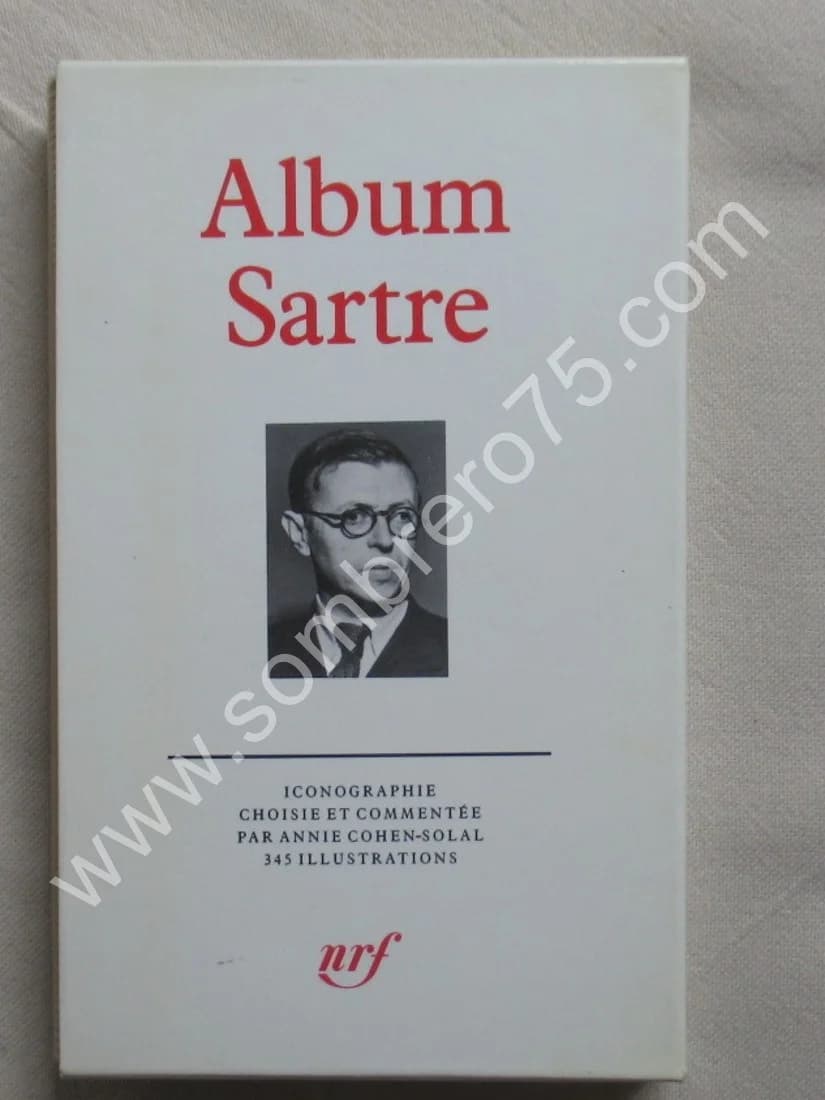 Album
Sartre
ICONOGRAPHIE
CHOISIE ET COMMENTÉE
PAR ANNIE COHEN-SOLAL
345 ILLUSTRATIONS
nrf
www.sombrero75.com